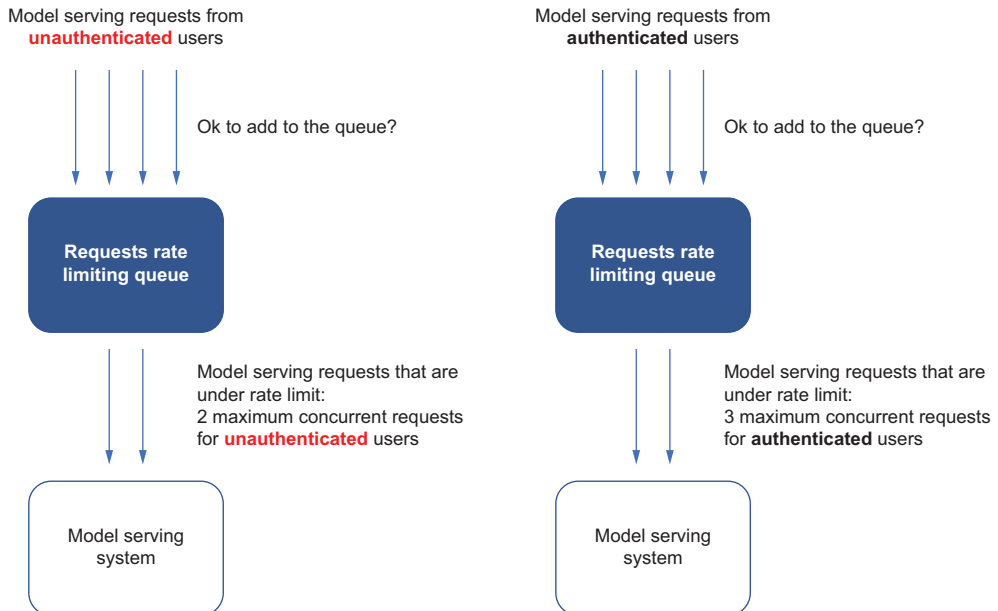 Model serving requests from
unauthenticated users
Ok to add to the queue?
Requests rate
limiting queue
Model serving requests that are
under rate limit:
2 maximum concurrent requests
for unauthenticated users
Model serving
system
Model serving requests from
authenticated users
Ok to add to the queue?
Requests rate
limiting queue
Model serving requests that are
under rate limit:
3 maximum concurrent requests
for authenticated users
Model serving
system